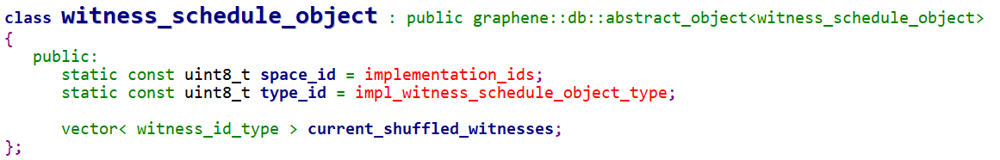 class witness_schedule_object : public graphene::db::abstract_object<witness_schedule_object>
{
   public:
      static const uint8_t space_id = implementation_ids;
      static const uint8_t type_id = impl_witness_schedule_object_type;

      vector< witness_id_type > current_shuffled_witnesses;
};